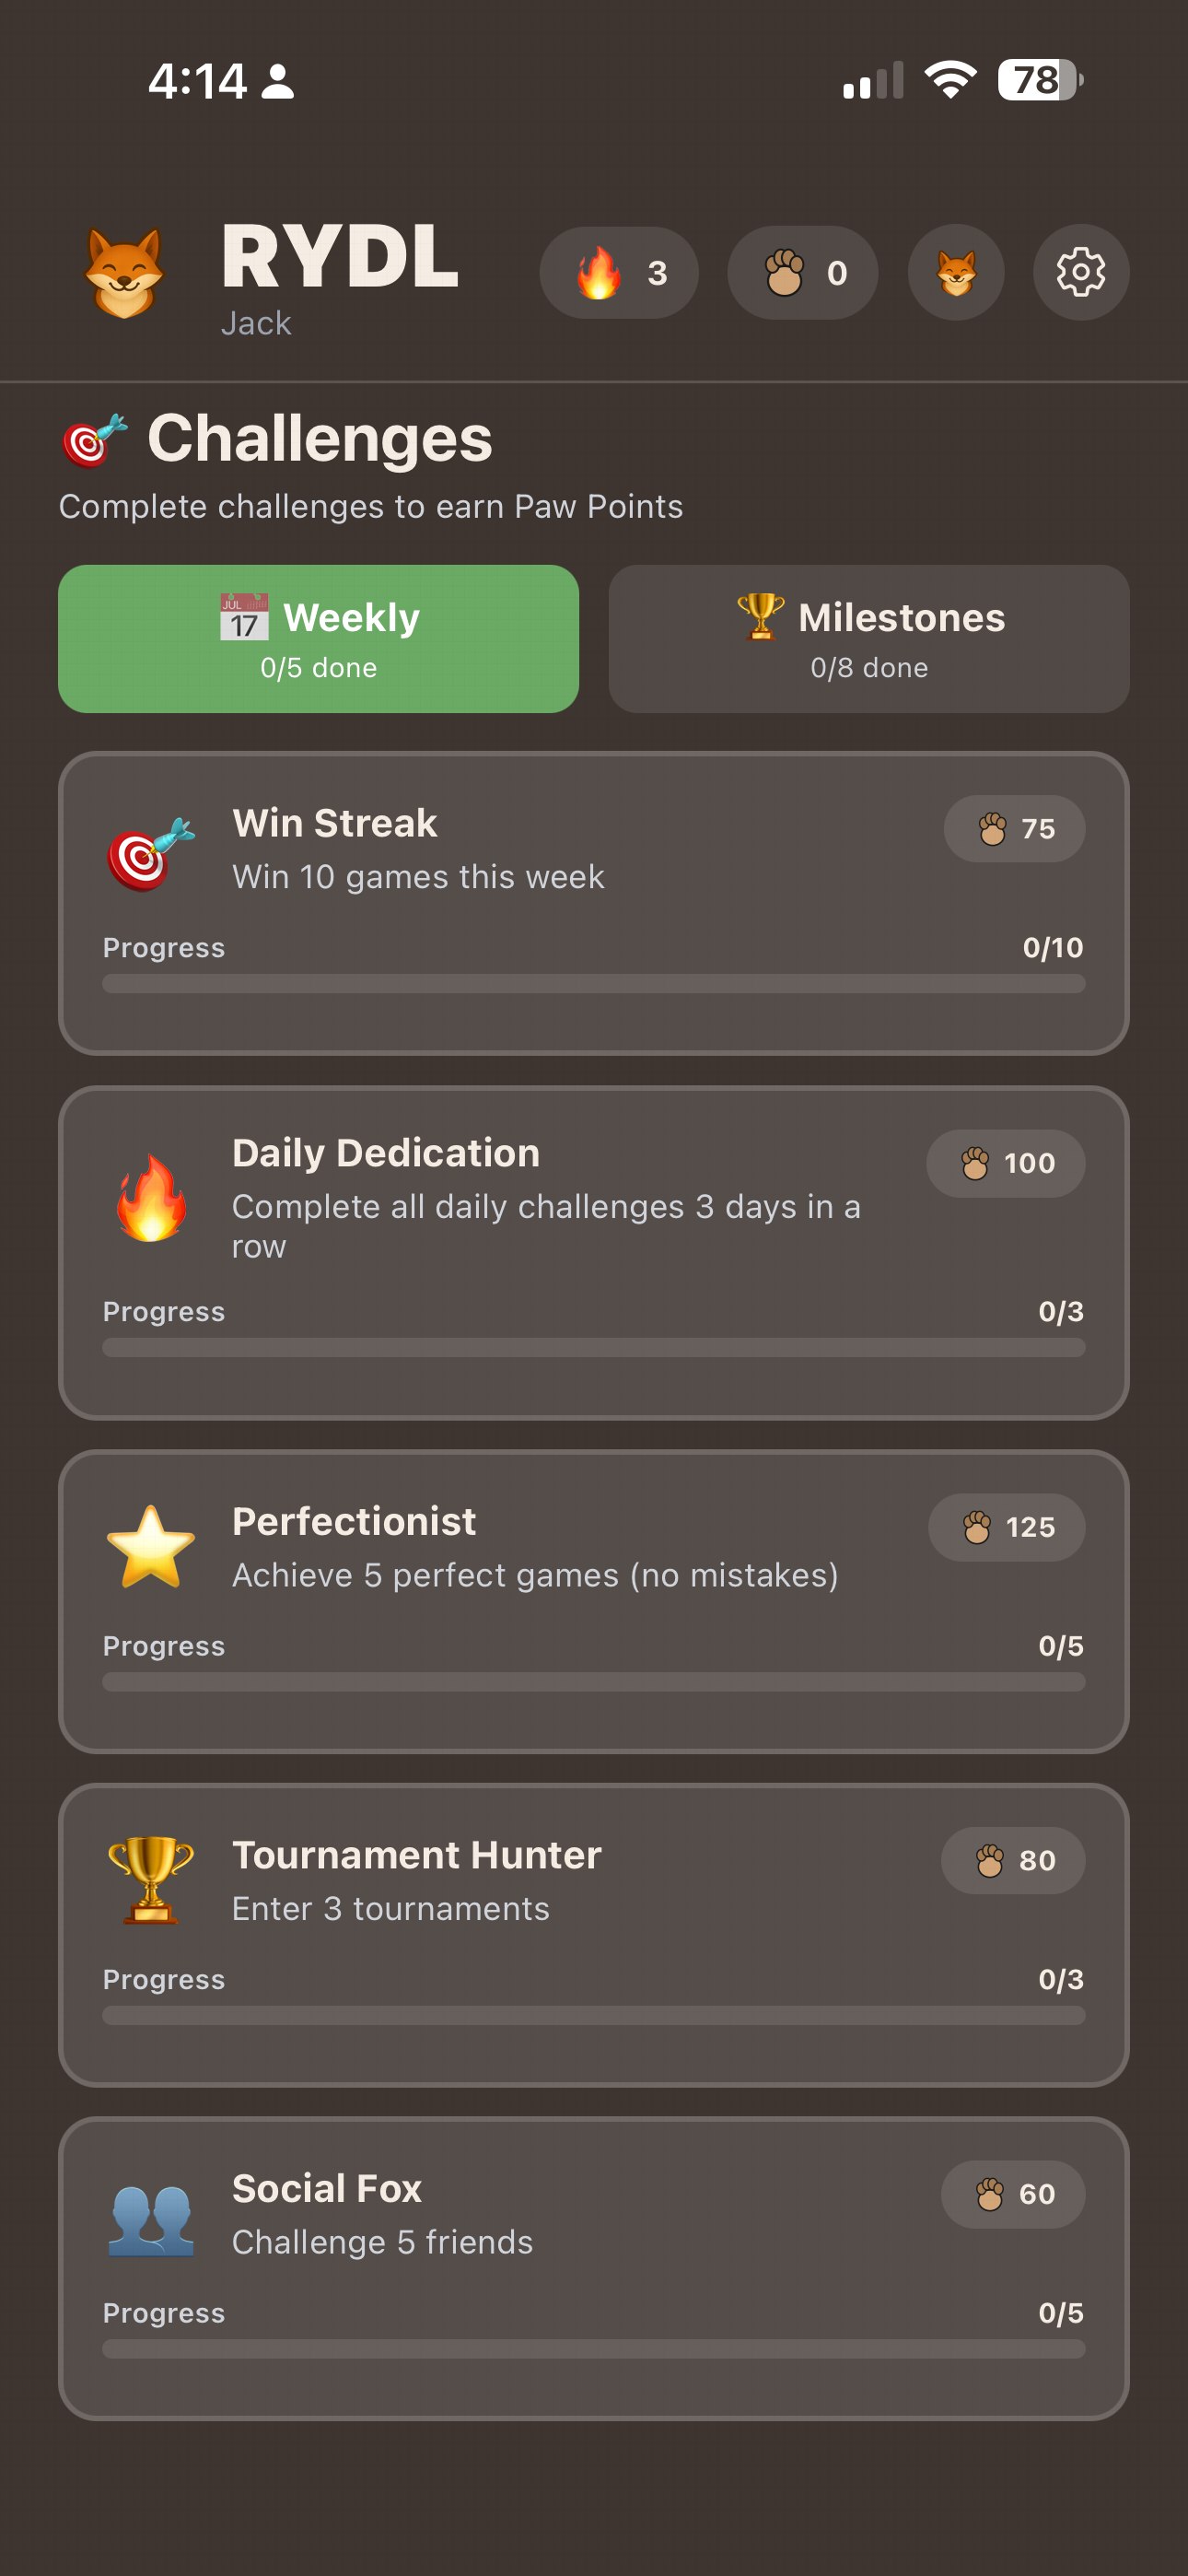 4:14
78
RYDL
Jack
3
0
Challenges
Complete challenges to earn Paw Points
JUL
17
Weekly
0/5 done
Milestones
0/8 done
Win Streak
75
Win 10 games this week
Progress
0/10
Daily Dedication
100
Complete all daily challenges 3 days in a
row
Progress
0/3
Perfectionist
125
Achieve 5 perfect games (no mistakes)
Progress
0/5
Tournament Hunter
80
Enter 3 tournaments
Progress
0/3
Social Fox
60
Challenge 5 friends
Progress
0/5